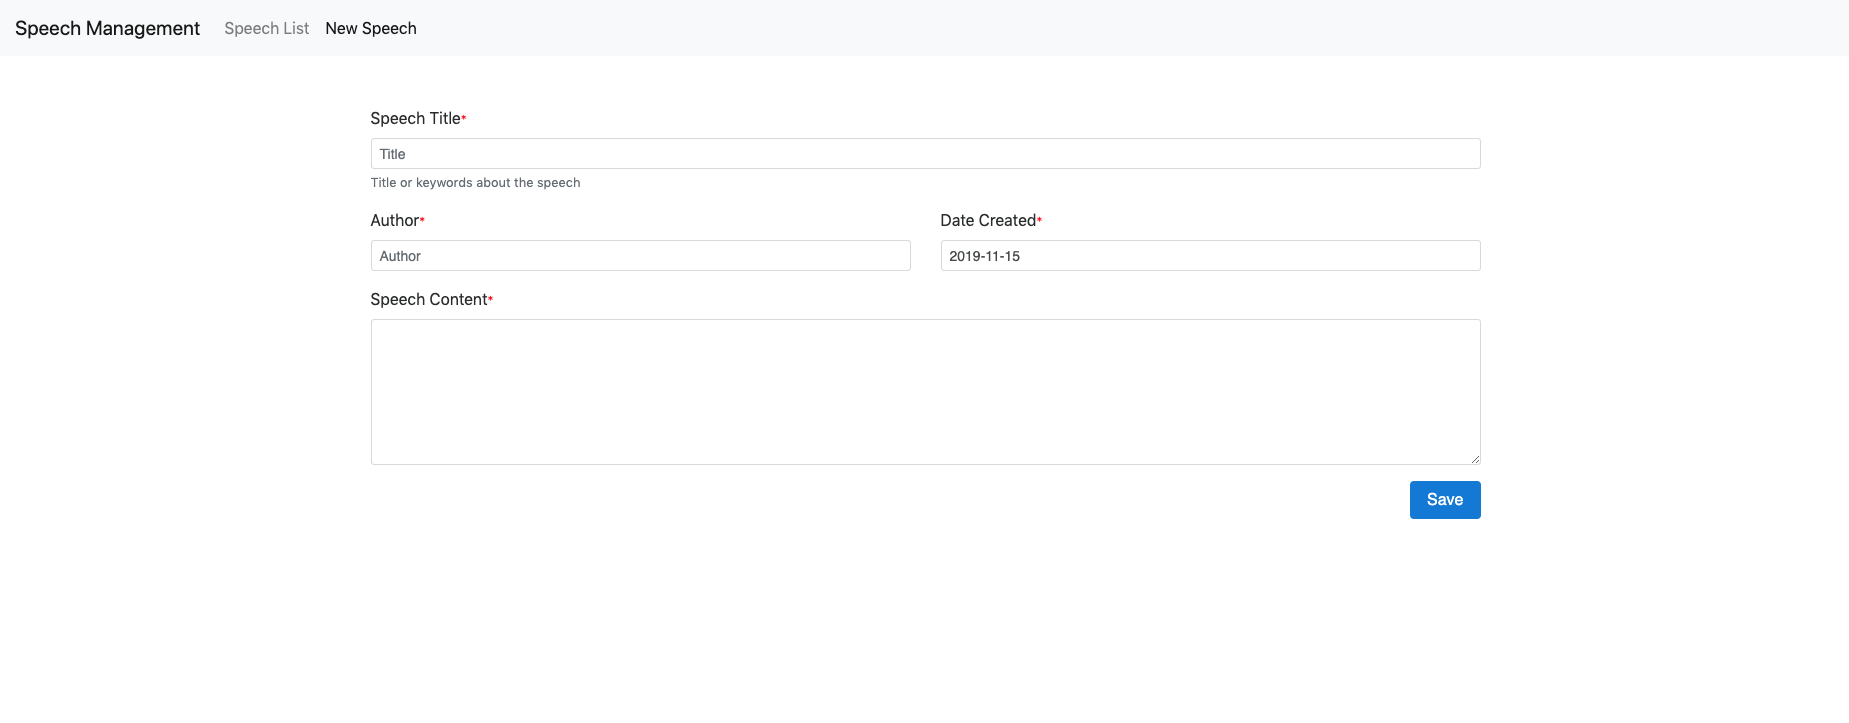 Speech Management Speech List New Speech
Speech Title*
Title
Title or keywords about the speech
Author* Date Created*
Author 2019-11-15
Speech Content*
Save